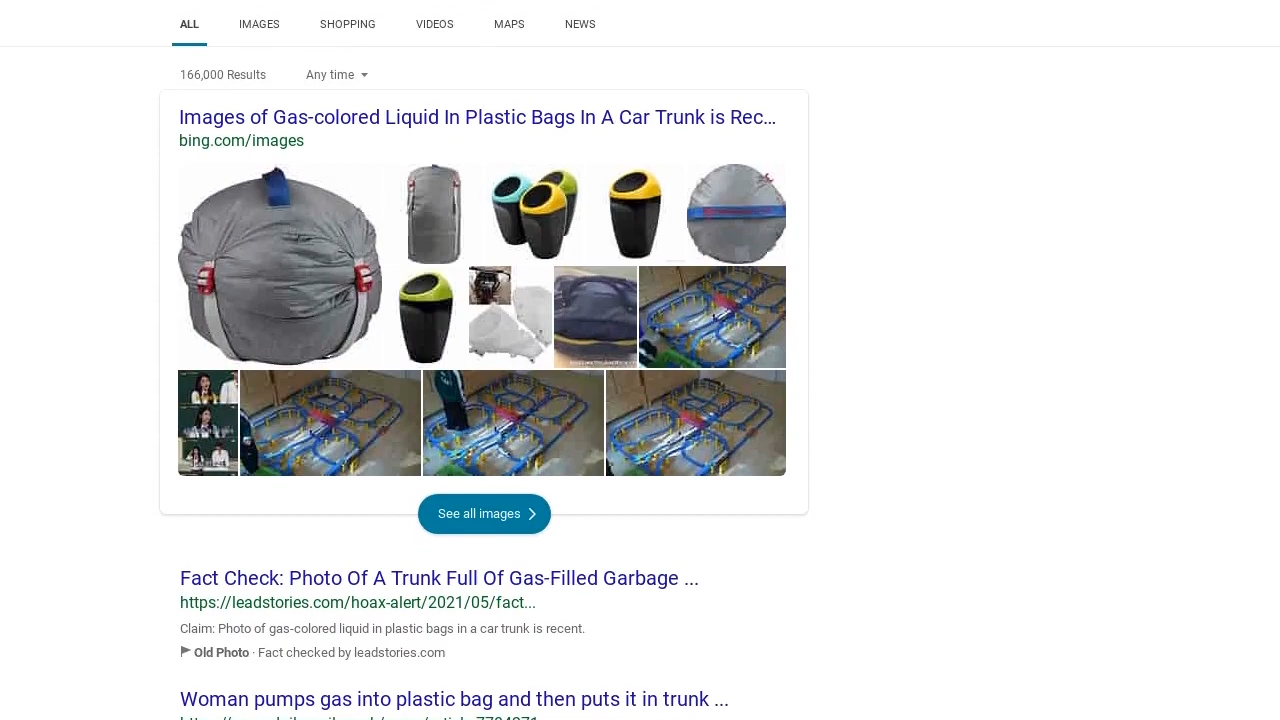 ALL IMAGES SHOPPING VIDEOS MAPS NEWS
166,000 Results Any time
Images of Gas-colored Liquid In Plastic Bags In A Car Trunk is Rec…
bing.com/images
See all images
Fact Check: Photo Of A Trunk Full Of Gas-Filled Garbage ...
https://leadstories.com/hoax-alert/2021/05/fact...
Claim: Photo of gas-colored liquid in plastic bags in a car trunk is recent.
Old Photo · Fact checked by leadstories.com
Woman pumps gas into plastic bag and then puts it in trunk ...